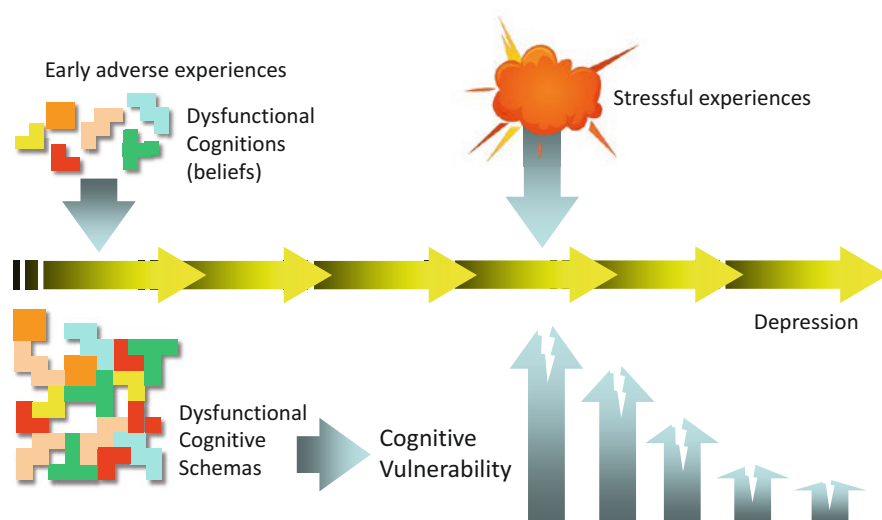 Early adverse experiences
Dysfunctional
Cognitions
(beliefs)
Stressful experiences
Depression
Dysfunctional
Cognitive
Schemas
Cognitive
Vulnerability